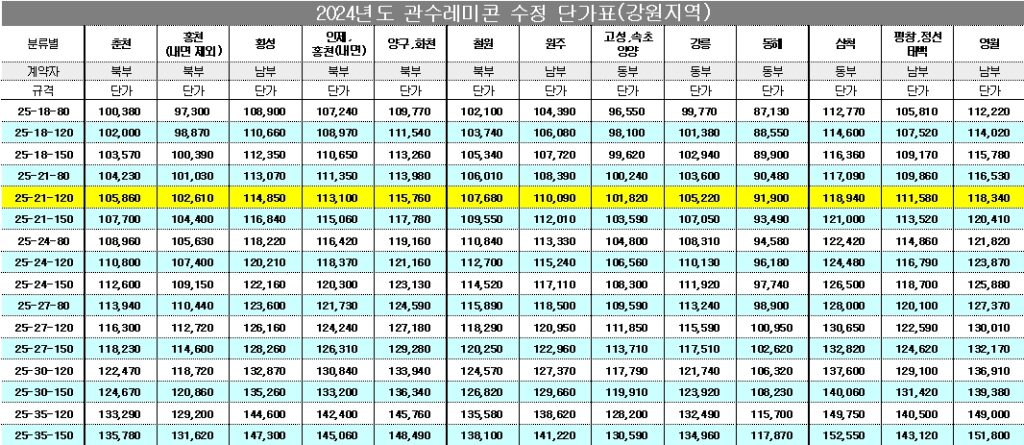 2024년도 관수레미콘 수정 단가표(강원지역)
분류별 춘천 홍천(내면 제외) 횡성 인제,홍천(내면) 양구,화천 철원 원주 고성,속초양양 강릉 동해 삼척 평창,정선태백 영월
계약자 북부 북부 남부 북부 북부 북부 남부 동부 동부 동부 동부 남부 남부
규격 단가 단가 단가 단가 단가 단가 단가 단가 단가 단가 단가 단가 단가
25-18-80 100,380 97,300 108,900 107,240 109,770 102,100 104,390 96,550 99,770 87,130 112,770 105,810 112,220
25-18-120 102,000 98,870 110,660 108,970 111,540 103,740 106,080 98,100 101,380 88,550 114,600 107,520 114,020
25-18-150 103,570 100,390 112,350 110,650 113,260 105,340 107,720 99,620 102,940 89,900 116,360 109,170 115,780
25-21-80 104,230 101,030 113,070 111,350 113,980 106,010 108,390 100,240 103,600 90,480 117,090 109,860 116,530
25-21-120 105,860 102,610 114,850 113,100 115,760 107,680 110,090 101,820 105,220 91,900 118,940 111,580 118,340
25-21-150 107,700 104,400 116,840 115,060 117,780 109,550 112,010 103,590 107,050 93,490 121,000 113,520 120,410
25-24-80 108,960 105,630 118,220 116,420 119,160 110,840 113,330 104,800 108,310 94,580 122,420 114,860 121,820
25-24-120 110,800 107,400 120,210 118,370 121,160 112,700 115,240 106,560 110,130 96,180 124,480 116,790 123,870
25-24-150 112,600 109,150 122,160 120,300 123,130 114,520 117,110 108,300 111,920 97,740 126,500 118,700 125,880
25-27-80 113,940 110,440 123,600 121,730 124,590 115,890 118,500 109,590 113,240 98,900 128,000 120,100 127,370
25-27-120 116,300 112,720 126,160 124,240 127,180 118,290 120,950 111,850 115,590 100,950 130,650 122,590 130,010
25-27-150 118,230 114,600 128,260 126,310 129,280 120,250 122,960 113,710 117,510 102,620 132,820 124,620 132,170
25-30-120 122,470 118,720 132,870 130,840 133,940 124,570 127,370 117,790 121,740 106,320 137,600 129,100 136,910
25-30-150 124,670 120,860 135,260 133,200 136,340 126,820 129,660 119,910 123,920 108,230 140,060 131,420 139,380
25-35-120 133,290 129,200 144,600 142,400 145,760 135,580 138,620 128,200 132,490 115,700 149,750 140,500 149,000
25-35-150 135,780 131,620 147,300 145,060 148,490 138,100 141,220 130,590 134,960 117,870 152,550 143,120 151,800